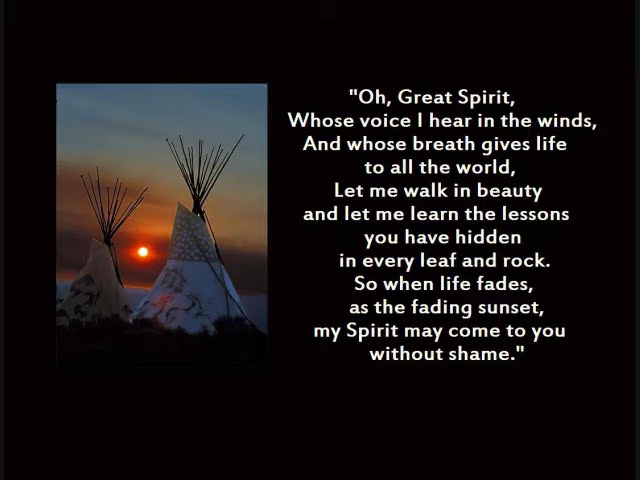 "Oh, Great Spirit,
Whose voice I hear in the winds,
And whose breath gives life
to all the world,
Let me walk in beauty
and let me learn the lessons
you have hidden
in every leaf and rock.
So when life fades,
as the fading sunset,
my Spirit may come to you
without shame."